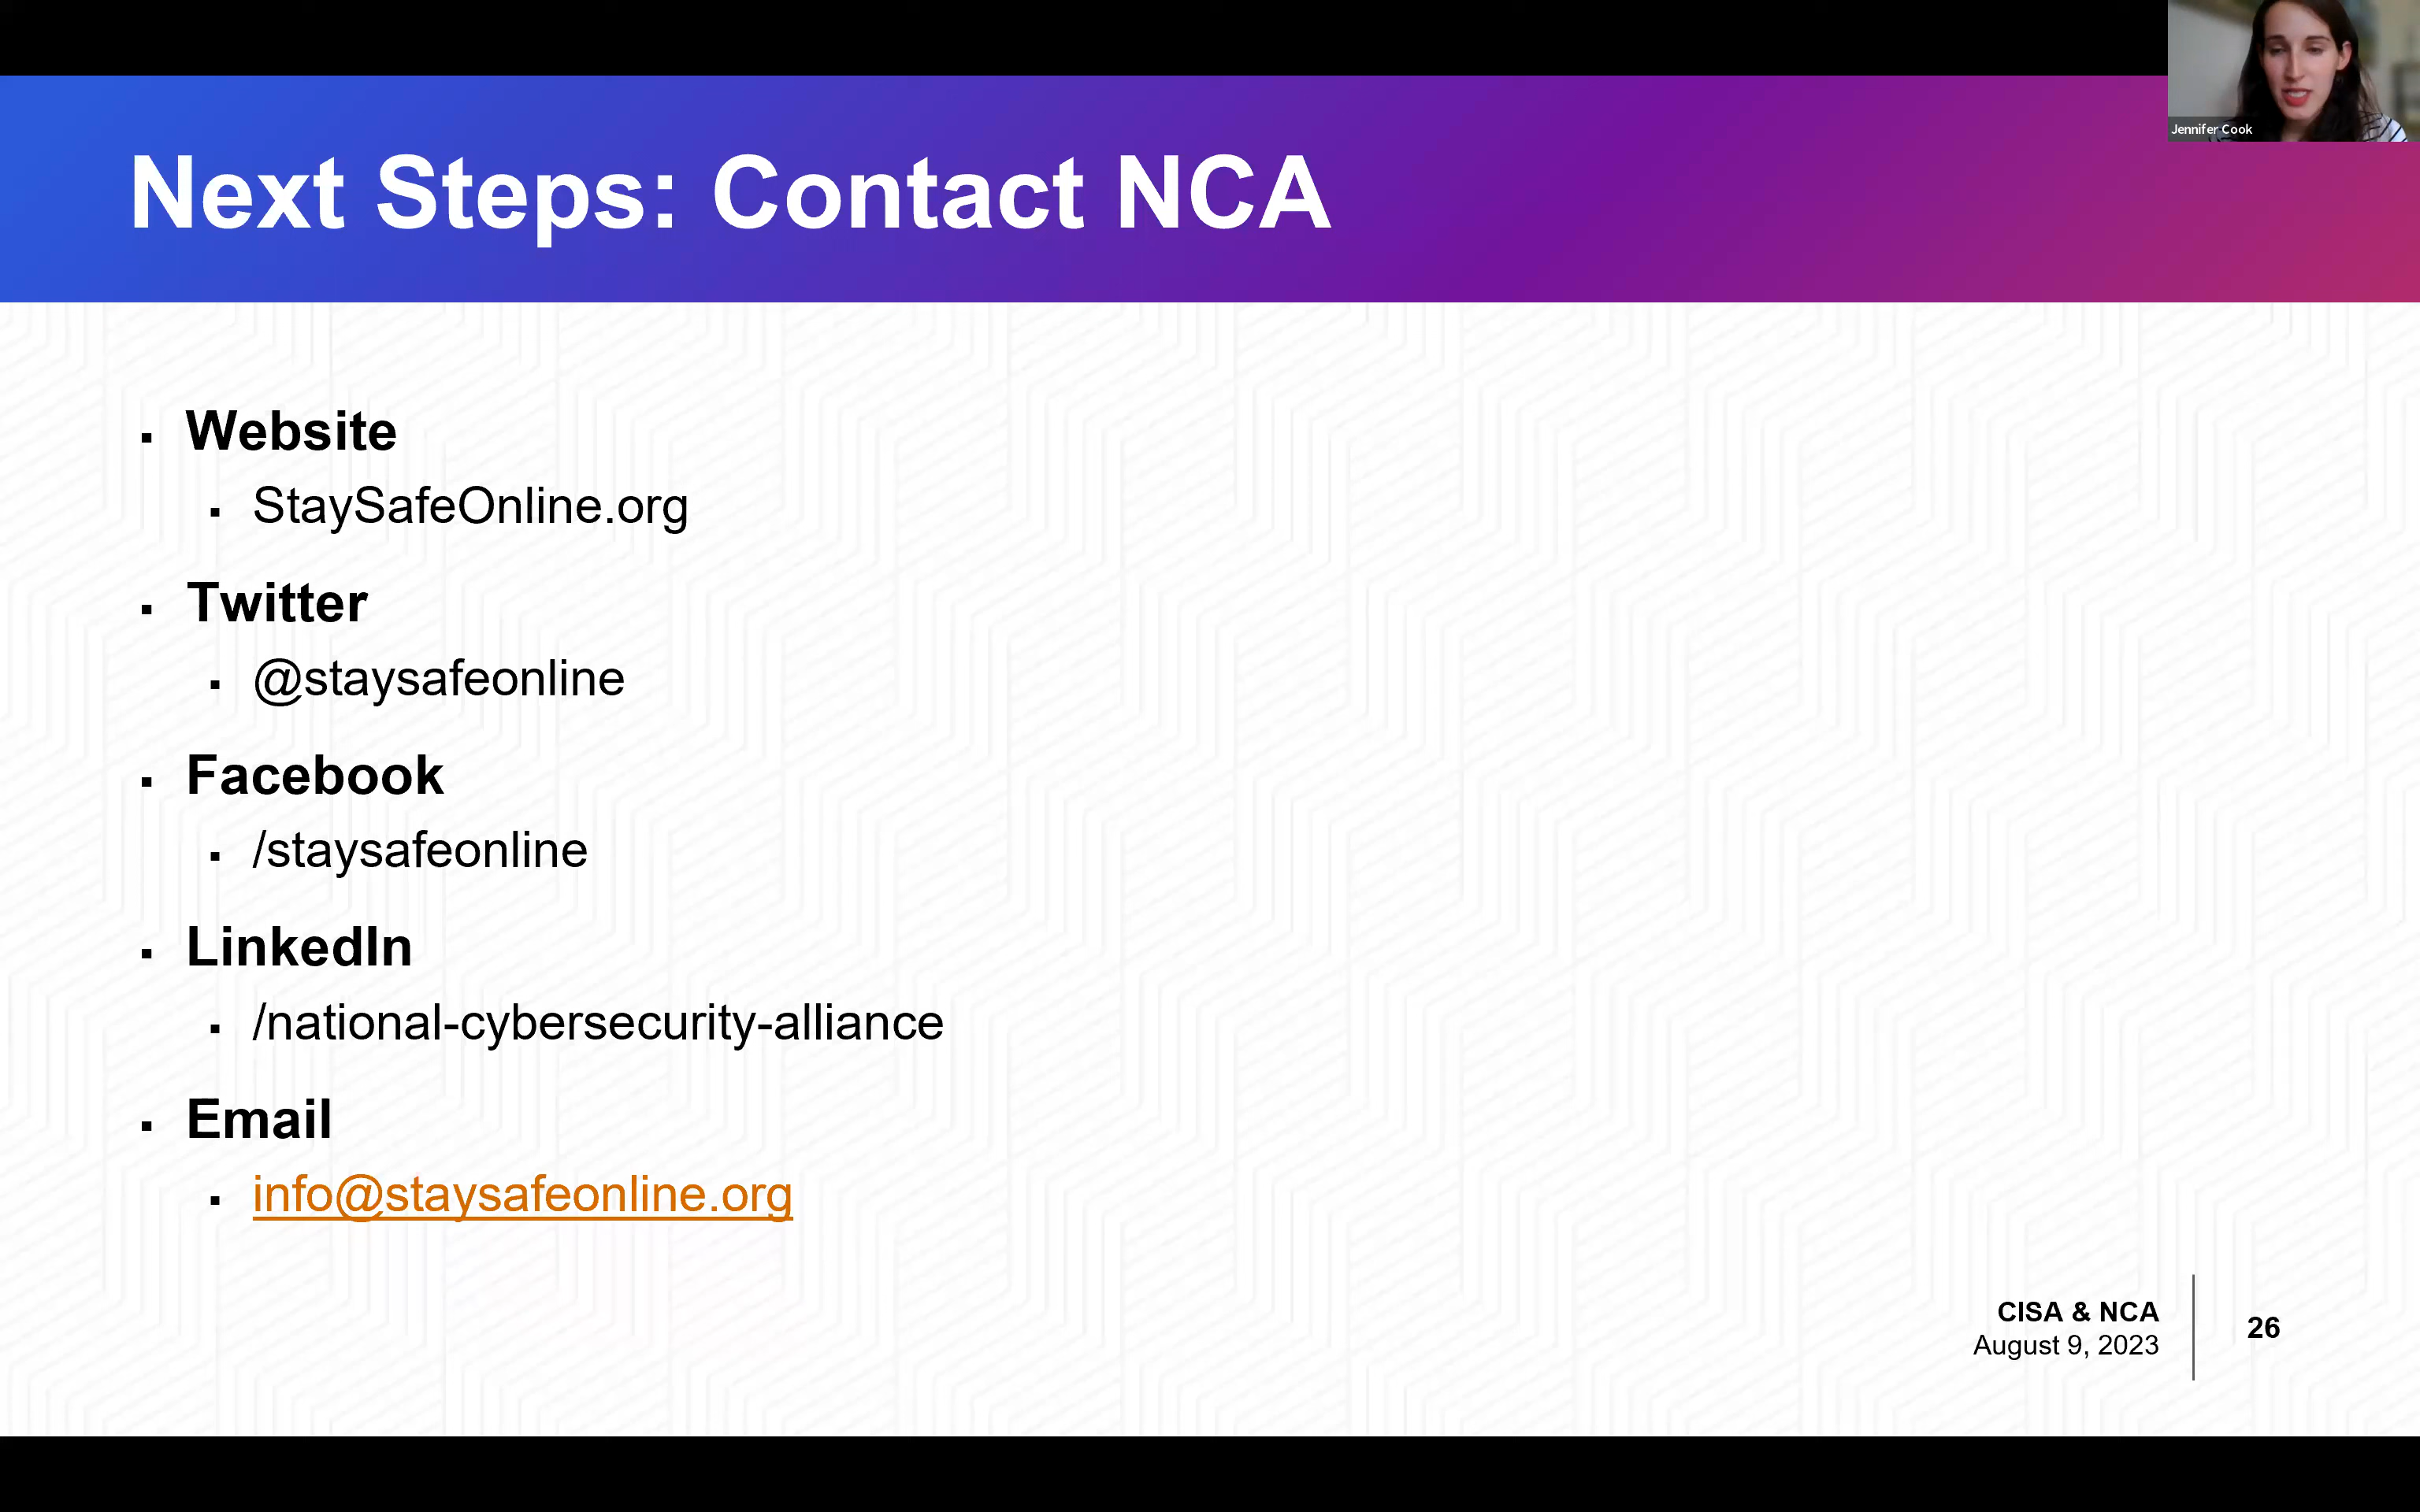 Jennifer Cook
Next Steps: Contact NCA
▪ Website
▪ StaySafeOnline.org
▪ Twitter
▪ @staysafeonline
▪ Facebook
▪ /staysafeonline
▪ LinkedIn
▪ /national-cybersecurity-alliance
▪ Email
▪ info@staysafeonline.org
CISA & NCA
August 9, 2023
26